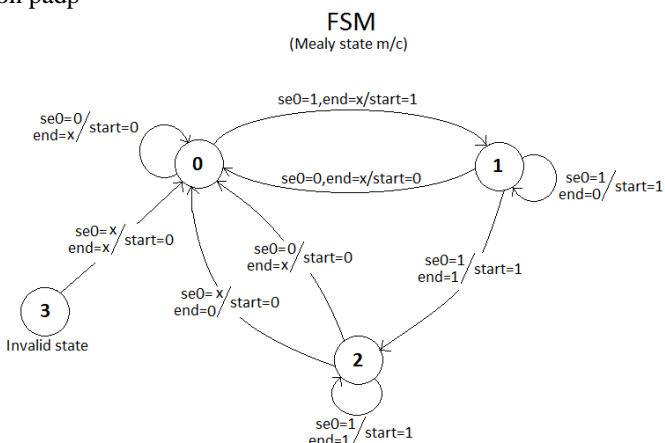 FSM
(Mealy state m/c)
se0=1,end=x/start=1
se0=0
end=x/start=0
0
1
se0=0,end=x/start=0
se0=1
end=0/start=1
se0=x
end=x/start=0
se0=0
end=x/start=0
se0=1
end=1/start=1
se0=x
end=0/start=0
3
Invalid state
2
se0=1
end=1/start=1